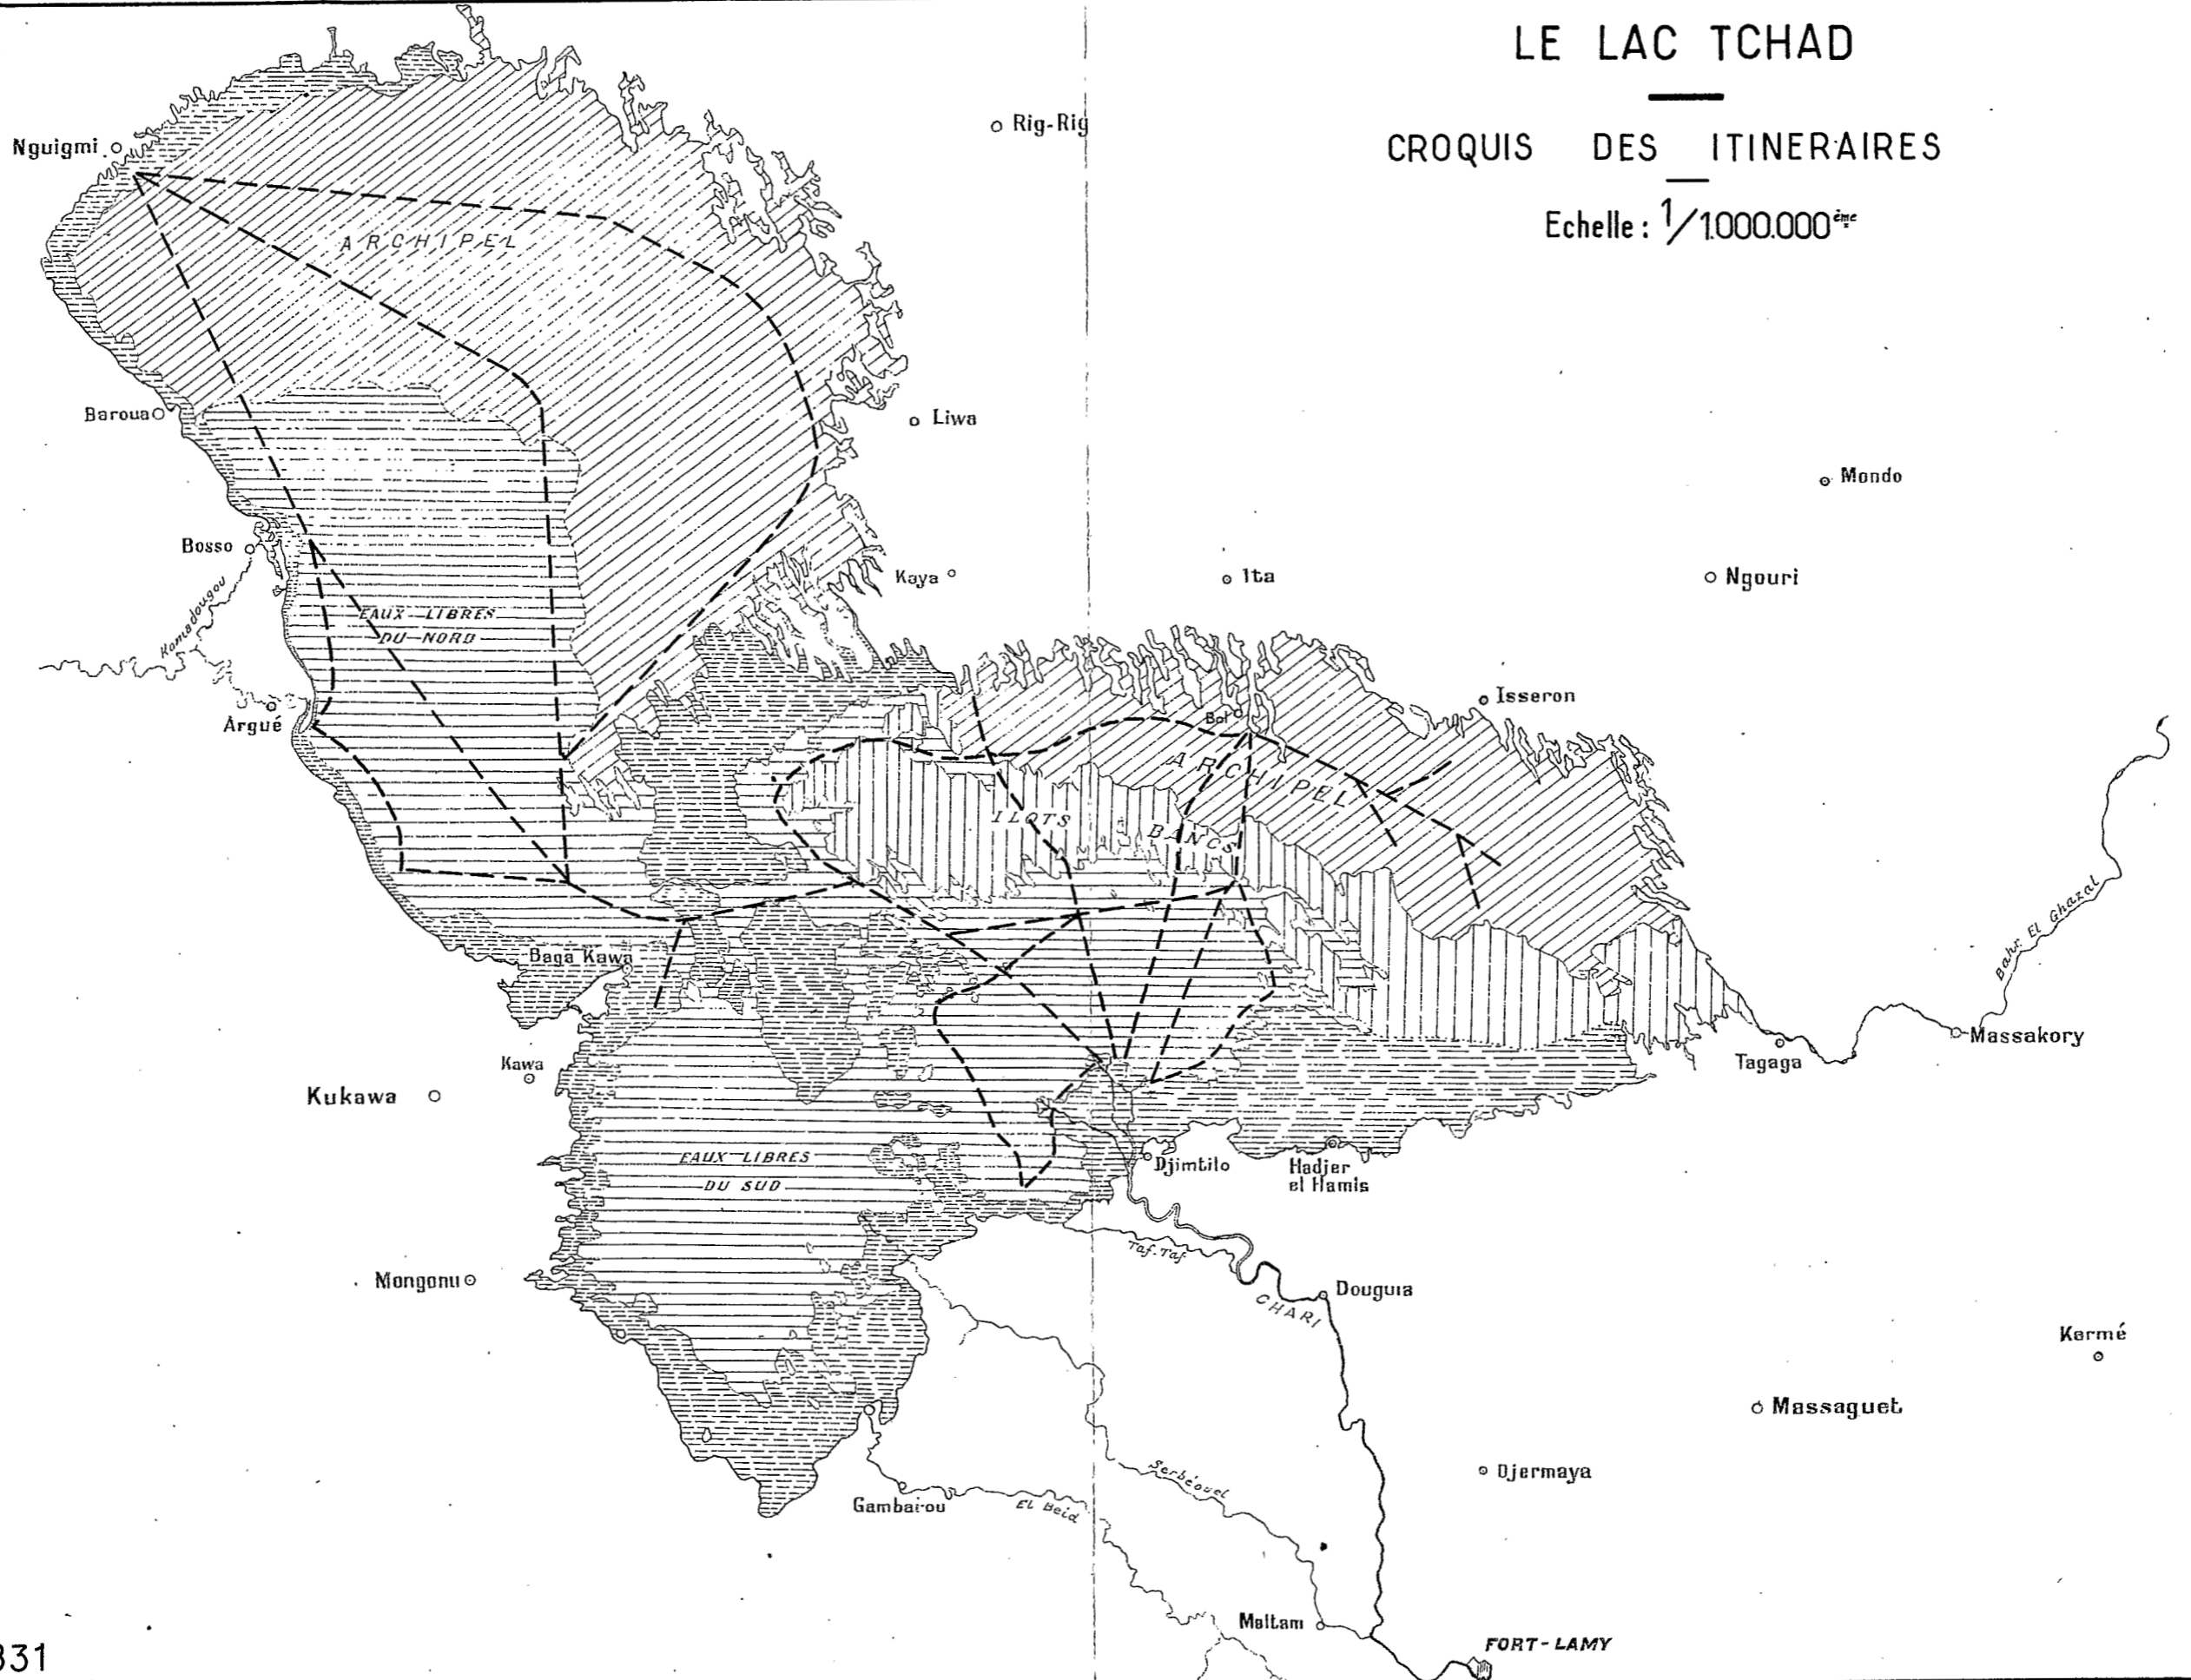 LE LAC TCHAD
CROQUIS DES ITINERAIRES
Echelle : 1/1.000.000ème
Nguigmi
Rig-Rig
ARCHIPEL
Baroua
Liwa
Mondo
Bosso
Kaya
Ita
Ngouri
Komadougou
EAUX LIBRES
DU NORD
Isseron
Argué
Bol
ARCHIPEL
ILOTS
BANCS
Bahr El Ghazal
Baga Kawa
Massakory
Tagaga
Kawa
Kukawa
EAUX LIBRES
DU SUD
Djimtilo
Hadjer
el Hamis
Taf-Taf
Mongonu
Douguia
CHARI
Karmé
Massaguet
Djermaya
Serbéouel
Gambarou
El Beid
Maltam
FORT-LAMY
331